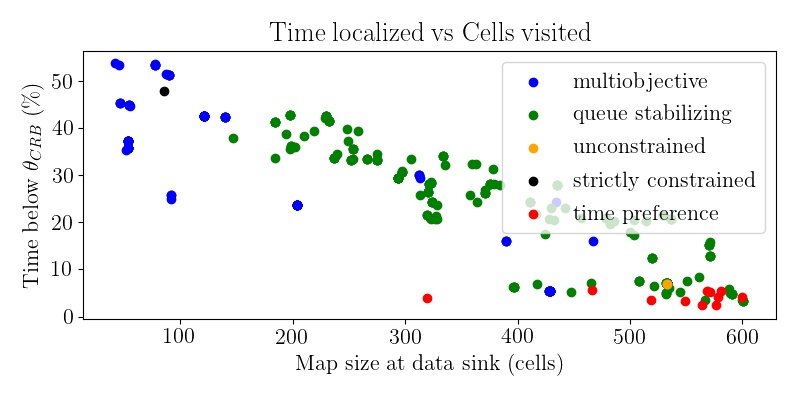 Time localized vs Cells visited
Time below θ_CRB (%)
50
40
30
20
10
0
multiobjective
queue stabilizing
unconstrained
strictly constrained
time preference
100 200 300 400 500 600
Map size at data sink (cells)